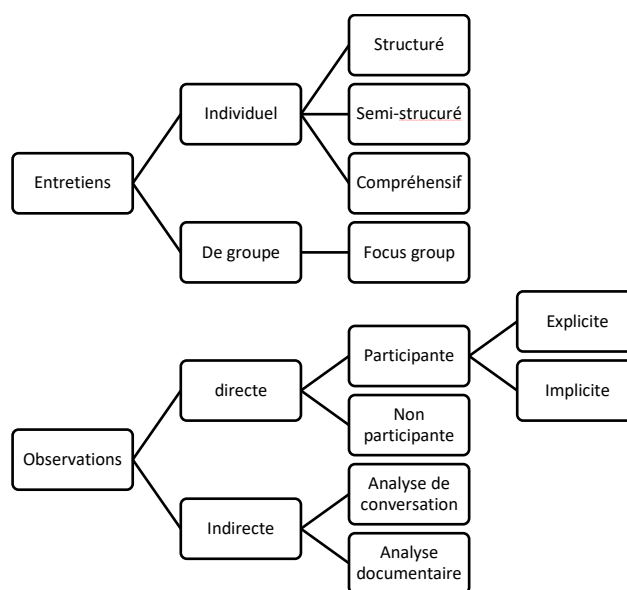 Entretiens
Individuel
Structuré
Semi-strucuré
Compréhensif
De groupe
Focus group
Observations
directe
Participante
Explicite
Implicite
Non
participante
Indirecte
Analyse de
conversation
Analyse
documentaire